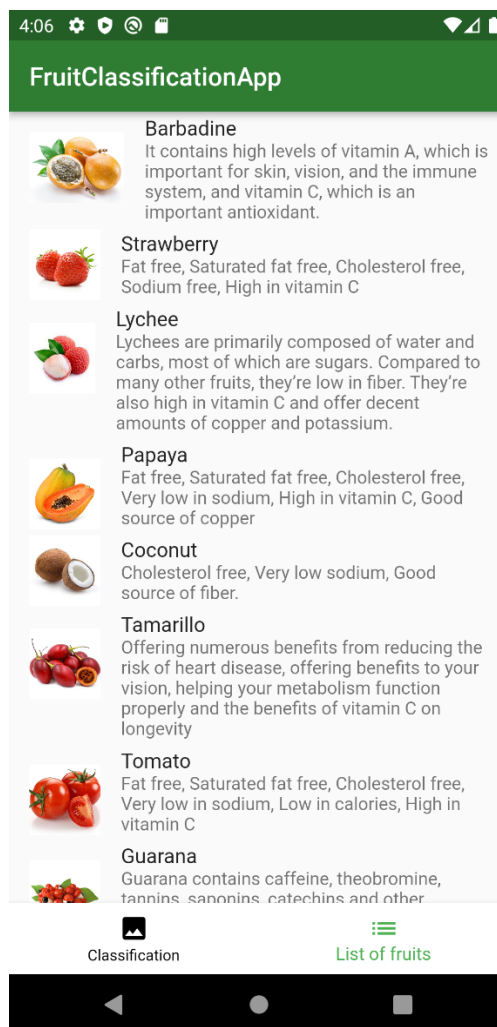 4:06
FruitClassificationApp
Barbadine
It contains high levels of vitamin A, which is
important for skin, vision, and the immune
system, and vitamin C, which is an
important antioxidant.
Strawberry
Fat free, Saturated fat free, Cholesterol free,
Sodium free, High in vitamin C
Lychee
Lychees are primarily composed of water and
carbs, most of which are sugars. Compared to
many other fruits, they’re low in fiber. They’re
also high in vitamin C and offer decent
amounts of copper and potassium.
Papaya
Fat free, Saturated fat free, Cholesterol free,
Very low in sodium, High in vitamin C, Good
source of copper
Coconut
Cholesterol free, Very low sodium, Good
source of fiber.
Tamarillo
Offering numerous benefits from reducing the
risk of heart disease, offering benefits to your
vision, helping your metabolism function
properly and the benefits of vitamin C on
longevity
Tomato
Fat free, Saturated fat free, Cholesterol free,
Very low in sodium, Low in calories, High in
vitamin C
Guarana
Guarana contains caffeine, theobromine,
tannins, saponins, catechins and other
Classification
List of fruits